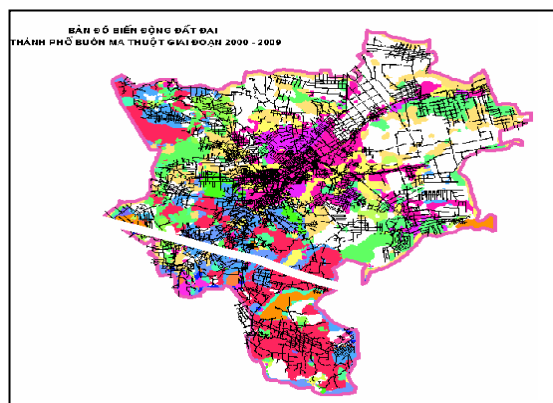 BẢN ĐỒ BIẾN ĐỘNG ĐẤT ĐAI
THÀNH PHỐ BUÔN MA THUỘT GIAI ĐOẠN 2000 - 2009